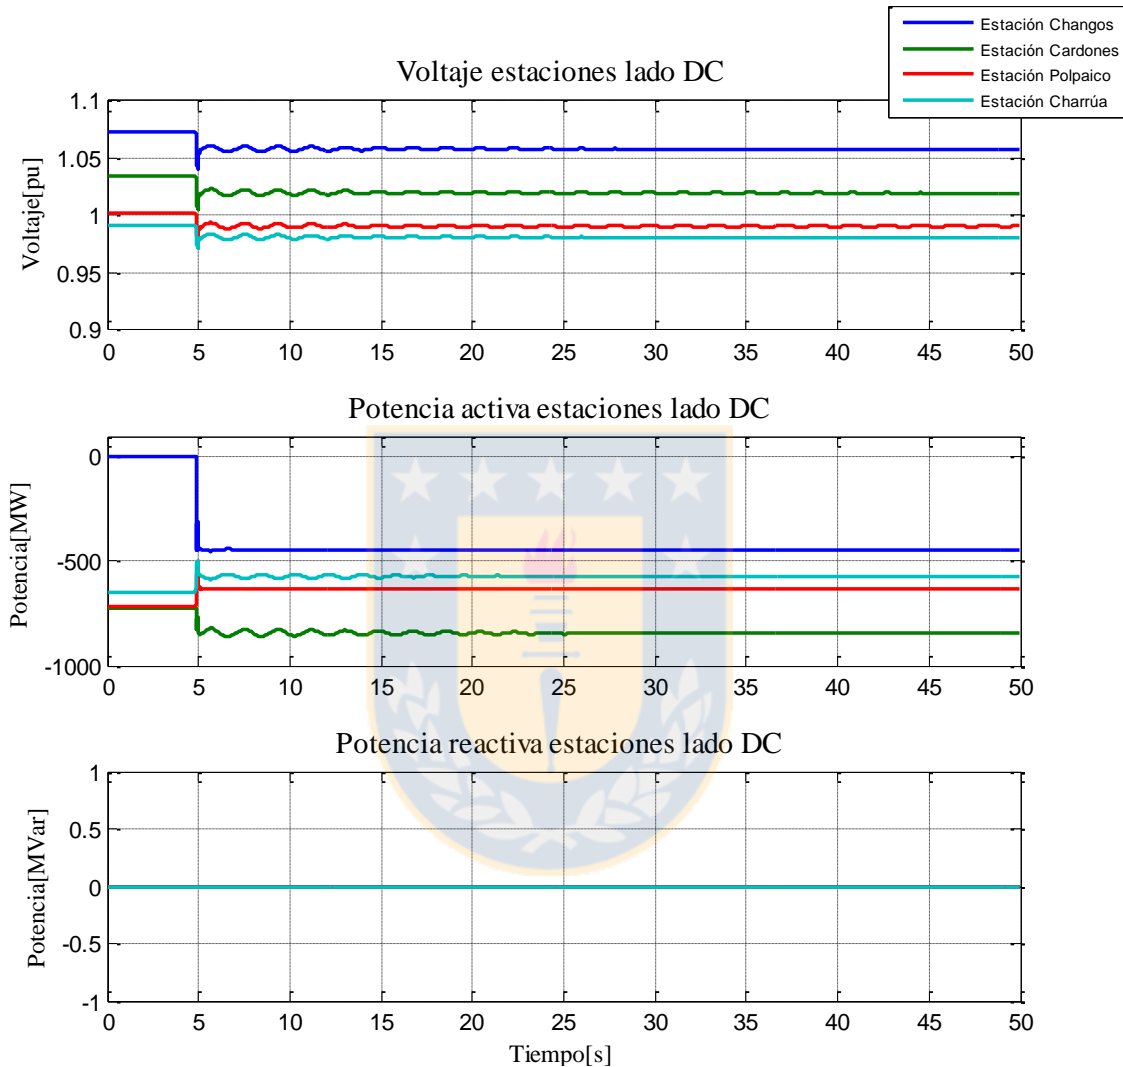 Estación Changos
Estación Cardones
Estación Polpaico
Estación Charrúa
Voltaje estaciones lado DC
Voltaje[pu]
1.1
1.05
1
0.95
0.9
0 5 10 15 20 25 30 35 40 45 50
Potencia activa estaciones lado DC
Potencia[MW]
0
-500
-1000
0 5 10 15 20 25 30 35 40 45 50
Potencia reactiva estaciones lado DC
Potencia[MVar]
1
0.5
0
-0.5
-1
0 5 10 15 20 25 30 35 40 45 50
Tiempo[s]